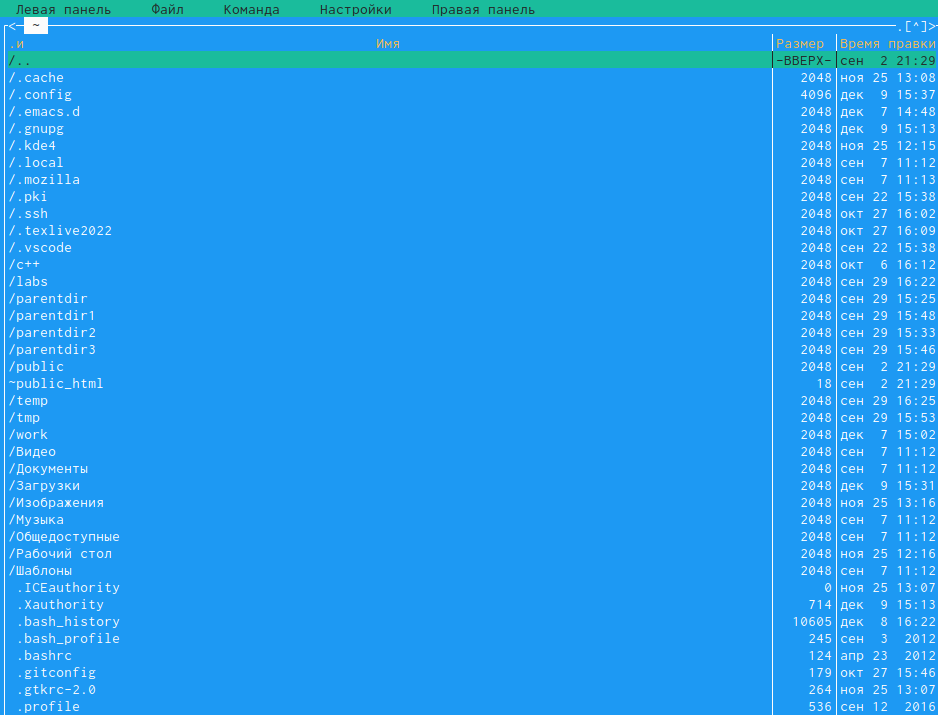 Левая панель Файл Команда Настройки Правая панель
<─ ~ .[^]>
.и Имя Размер Время правки
/.. -ВВЕРХ- сен 2 21:29
/.cache 2048 ноя 25 13:08
/.config 4096 дек 9 15:37
/.emacs.d 2048 дек 7 14:48
/.gnupg 2048 дек 9 15:13
/.kde4 2048 ноя 25 12:15
/.local 2048 сен 7 11:12
/.mozilla 2048 сен 7 11:13
/.pki 2048 сен 22 15:38
/.ssh 2048 окт 27 16:02
/.texlive2022 2048 окт 27 16:09
/.vscode 2048 сен 22 15:38
/c++ 2048 окт 6 16:12
/labs 2048 сен 29 16:22
/parentdir 2048 сен 29 15:25
/parentdir1 2048 сен 29 15:48
/parentdir2 2048 сен 29 15:33
/parentdir3 2048 сен 29 15:46
/public 2048 сен 2 21:29
~public_html 18 сен 2 21:29
/temp 2048 сен 29 16:25
/tmp 2048 сен 29 15:53
/work 2048 дек 7 15:02
/Видео 2048 сен 7 11:12
/Документы 2048 сен 7 11:12
/Загрузки 2048 дек 9 15:31
/Изображения 2048 ноя 25 13:16
/Музыка 2048 сен 7 11:12
/Общедоступные 2048 сен 7 11:12
/Рабочий стол 2048 ноя 25 12:16
/Шаблоны 2048 сен 7 11:12
.ICEauthority 0 ноя 25 13:07
.Xauthority 714 дек 9 15:13
.bash_history 10605 дек 8 16:22
.bash_profile 245 сен 3 2012
.bashrc 124 апр 23 2012
.gitconfig 179 окт 27 15:46
.gtkrc-2.0 264 ноя 25 13:07
.profile 536 сен 12 2016